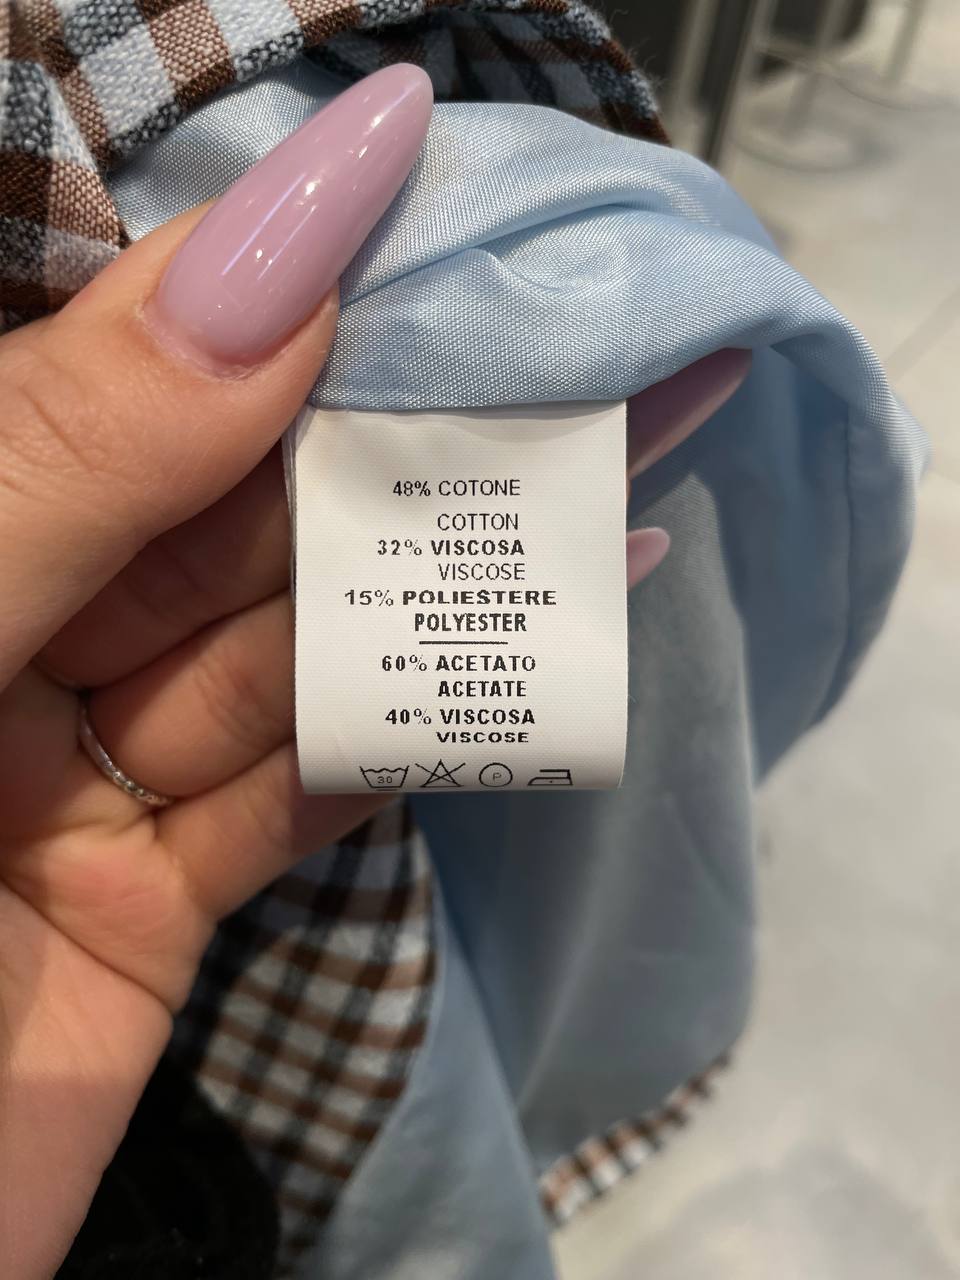 48% COTONE
COTTON
32% VISCOSA
VISCOSE
15% POLIESTERE
POLYESTER
60% ACETATO
ACETATE
40% VISCOSA
VISCOSE
30 P